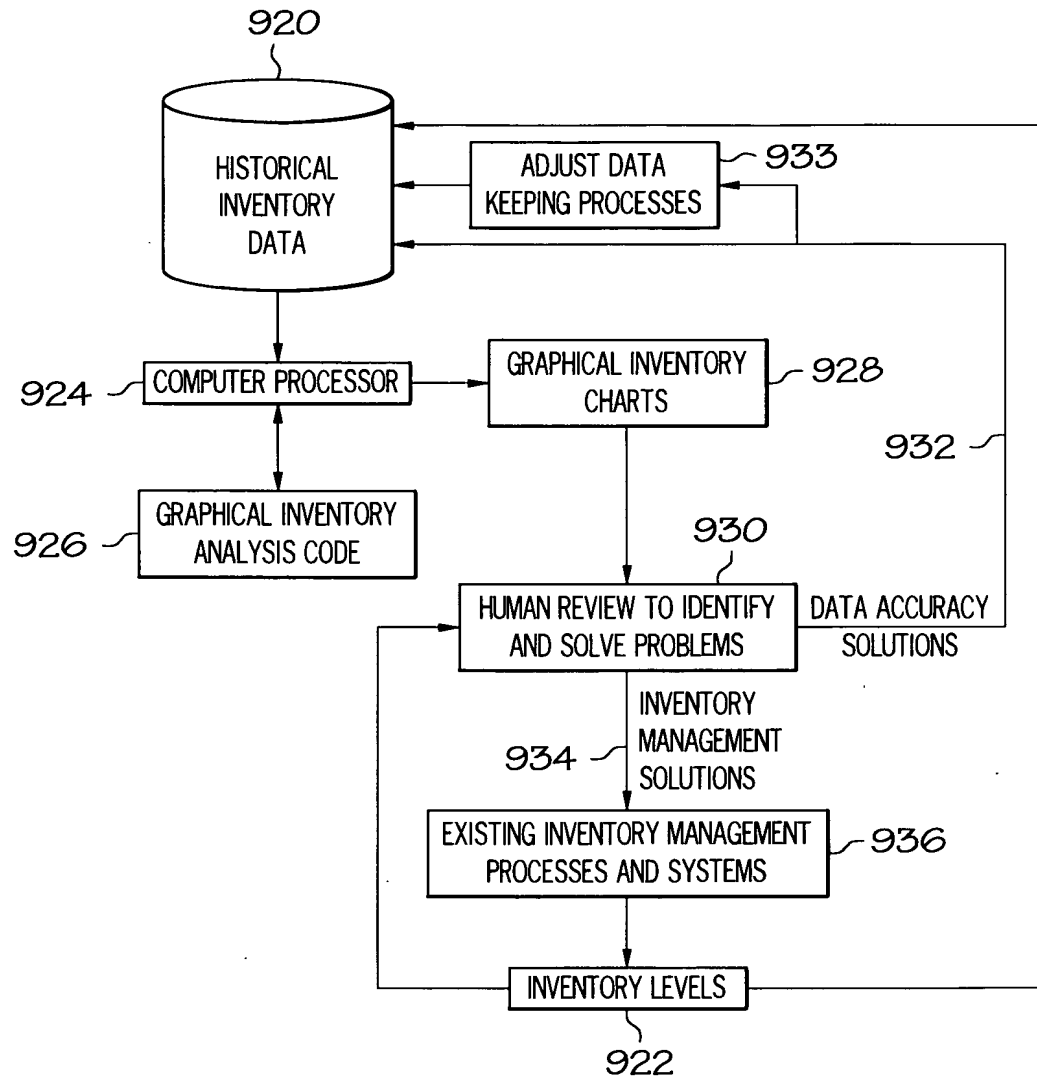 920
HISTORICAL
INVENTORY
DATA
ADJUST DATA
KEEPING PROCESSES
933
924
COMPUTER PROCESSOR
GRAPHICAL INVENTORY
CHARTS
928
932
926
GRAPHICAL INVENTORY
ANALYSIS CODE
930
HUMAN REVIEW TO IDENTIFY
AND SOLVE PROBLEMS
DATA ACCURACY
SOLUTIONS
934
INVENTORY
MANAGEMENT
SOLUTIONS
EXISTING INVENTORY MANAGEMENT
PROCESSES AND SYSTEMS
936
INVENTORY LEVELS
922